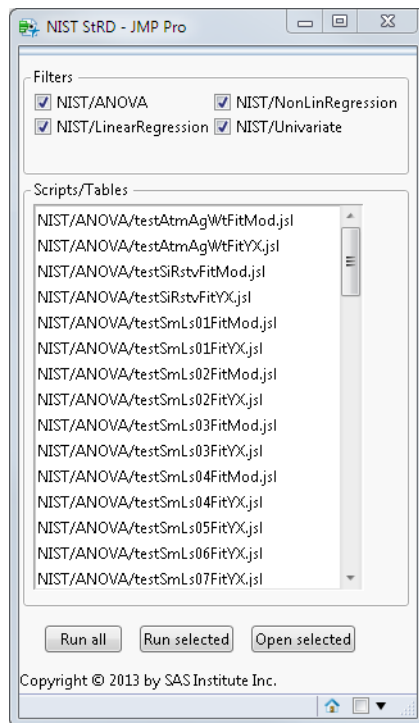 NIST StRD - JMP Pro
Filters
NIST/ANOVA NIST/NonLinRegression
NIST/LinearRegression NIST/Univariate
Scripts/Tables
NIST/ANOVA/testAtmAgWtFitMod.jsl
NIST/ANOVA/testAtmAgWtFitYX.jsl
NIST/ANOVA/testSiRstvFitMod.jsl
NIST/ANOVA/testSiRstvFitYX.jsl
NIST/ANOVA/testSmLs01FitMod.jsl
NIST/ANOVA/testSmLs01FitYX.jsl
NIST/ANOVA/testSmLs02FitMod.jsl
NIST/ANOVA/testSmLs02FitYX.jsl
NIST/ANOVA/testSmLs03FitMod.jsl
NIST/ANOVA/testSmLs03FitYX.jsl
NIST/ANOVA/testSmLs04FitMod.jsl
NIST/ANOVA/testSmLs04FitYX.jsl
NIST/ANOVA/testSmLs05FitYX.jsl
NIST/ANOVA/testSmLs06FitYX.jsl
NIST/ANOVA/testSmLs07FitYX.jsl
Run all Run selected Open selected
Copyright © 2013 by SAS Institute Inc.